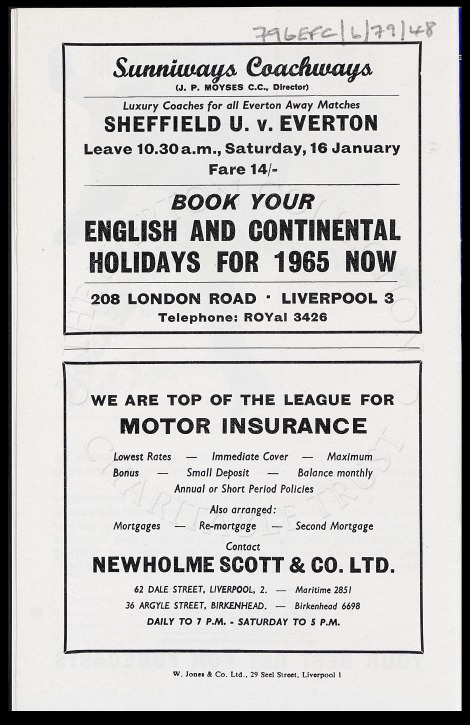 796EFC/6/79/48
Sunniways Coachways
(J. P. MOYSES C.C., Director)
Luxury Coaches for all Everton Away Matches
SHEFFIELD U. v. EVERTON
Leave 10.30 a.m., Saturday, 16 January
Fare 14/-
BOOK YOUR
ENGLISH AND CONTINENTAL
HOLIDAYS FOR 1965 NOW
208 LONDON ROAD · LIVERPOOL 3
Telephone: ROYal 3426
WE ARE TOP OF THE LEAGUE FOR
MOTOR INSURANCE
Lowest Rates — Immediate Cover — Maximum
Bonus — Small Deposit — Balance monthly
Annual or Short Period Policies
Also arranged:
Mortgages — Re-mortgage — Second Mortgage
Contact
NEWHOLME SCOTT & CO. LTD.
62 DALE STREET, LIVERPOOL, 2. — Maritime 2851
36 ARGYLE STREET, BIRKENHEAD. — Birkenhead 6698
DAILY TO 7 P.M. - SATURDAY TO 5 P.M.
W. Jones & Co. Ltd., 29 Seel Street, Liverpool 1